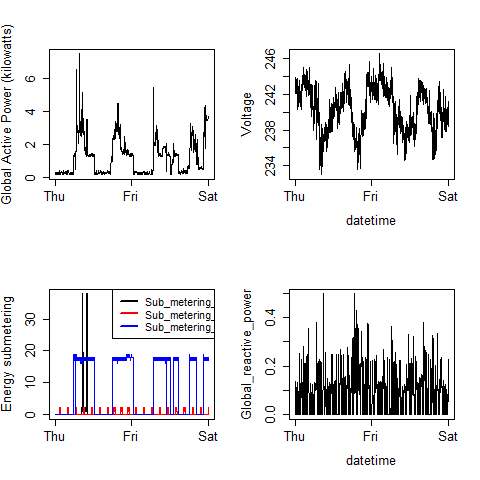 Global Active Power (kilowatts)
0 2 4 6
Thu Fri Sat
Voltage
234 238 242 246
Thu Fri Sat
datetime
Energy submetering
0 10 20 30
Sub_metering_
Sub_metering_
Sub_metering_
Thu Fri Sat
Global_reactive_power
0.0 0.2 0.4
Thu Fri Sat
datetime